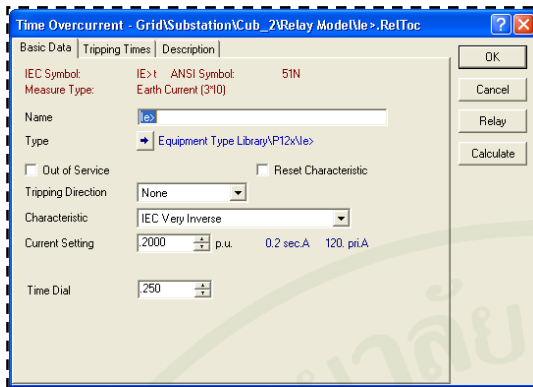 Time Overcurrent - Grid\Substation\Cub_2\Relay Model\Ie>.RelToc
Basic Data Tripping Times Description
OK
Cancel
Relay
Calculate
IEC Symbol: IE>t ANSI Symbol: 51N
Measure Type: Earth Current (3*I0)
Name Ie>
Type Equipment Type Library\P12x\Ie>
Out of Service Reset Characteristic
Tripping Direction None
Characteristic IEC Very Inverse
Current Setting .2000 p.u. 0.2 sec.A 120. pri.A
Time Dial .250